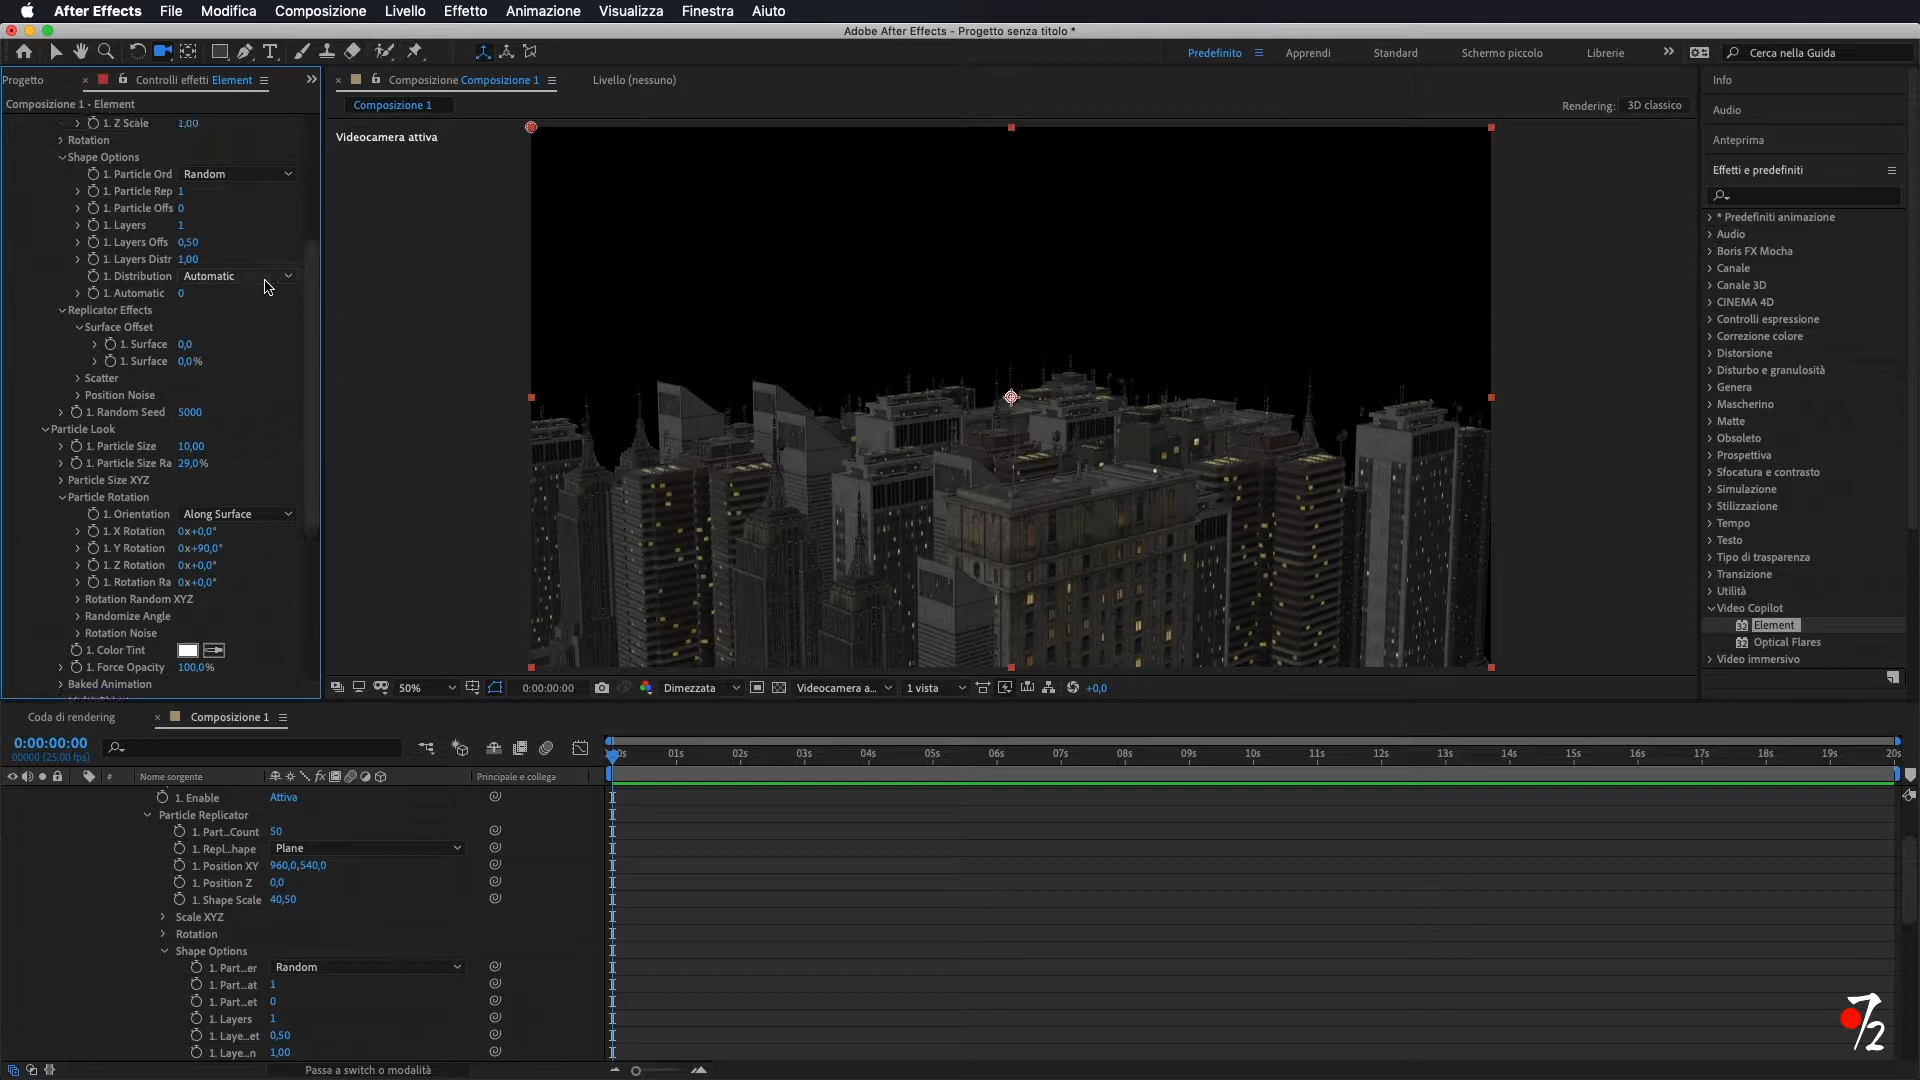 After Effects File Modifica Composizione Livello Effetto Animazione Visualizza Finestra Aiuto
Adobe After Effects - Progetto senza titolo *
Predefinito Apprendi Standard Schermo piccolo Librerie Cerca nella Guida
Progetto Controlli effetti Element
Composizione 1 • Element
1. Z Scale 1,00
Rotation
Shape Options
1. Particle Ord Random
1. Particle Rep 1
1. Particle Offs 0
1. Layers 1
1. Layers Offs 0,50
1. Layers Distr 1,00
1. Distribution Automatic
1. Automatic 0
Replicator Effects
Surface Offset
1. Surface 0,0
1. Surface 0,0%
Scatter
Position Noise
1. Random Seed 5000
Particle Look
1. Particle Size 10,00
1. Particle Size Ra 29,0%
Particle Size XYZ
Particle Rotation
1. Orientation Along Surface
1. X Rotation 0x+0,0°
1. Y Rotation 0x+90,0°
1. Z Rotation 0x+0,0°
1. Rotation Ra 0x+0,0°
Rotation Random XYZ
Randomize Angle
Rotation Noise
1. Color Tint
1. Force Opacity 100,0%
Baked Animation
Composizione Composizione 1 Livello (nessuno)
Composizione 1
Rendering: 3D classico
Videocamera attiva
50% 0:00:00:00 Dimezzata Videocamera a... 1 vista +0,0
Info
Audio
Anteprima
Effetti e predefiniti
* Predefiniti animazione
Audio
Boris FX Mocha
Canale
Canale 3D
CINEMA 4D
Controlli espressione
Correzione colore
Distorsione
Disturbo e granulosità
Genera
Mascherino
Matte
Obsoleto
Prospettiva
Sfocatura e contrasto
Simulazione
Stilizzazione
Tempo
Testo
Tipo di trasparenza
Transizione
Utilità
Video Copilot
32 Element
32 Optical Flares
Video immersivo
Coda di rendering Composizione 1
0:00:00:00
00000 (25.00 fps)
# Nome sorgente fx Principale e collega
01s 02s 03s 04s 05s 06s 07s 08s 09s 10s 11s 12s 13s 14s 15s 16s 17s 18s 19s 20s
1. Enable Attiva
Particle Replicator
1. Part...Count 50
1. Repl...hape Plane
1. Position XY 960,0,540,0
1. Position Z 0,0
1. Shape Scale 40,50
Scale XYZ
Rotation
Shape Options
1. Part...er Random
1. Part...at 1
1. Part...et 0
1. Layers 1
1. Laye...et 0,50
1. Laye...n 1,00
Passa a switch o modalità
7/2